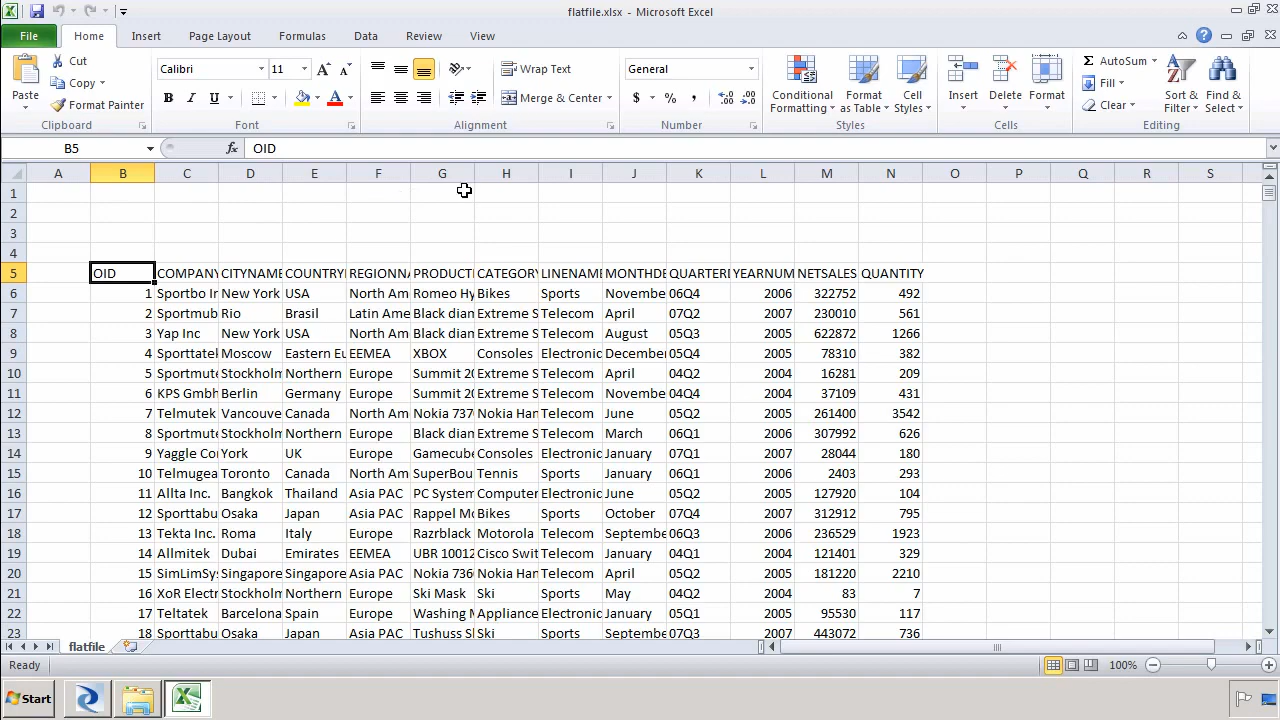 flatfile.xlsx - Microsoft Excel
File Home Insert Page Layout Formulas Data Review View
Paste
Cut
Copy
Format Painter
Calibri 11
B I U A
Wrap Text
Merge & Center
General
$ % ,
Conditional Formatting
Format as Table
Cell Styles
Insert
Delete
Format
Σ AutoSum
Fill
Clear
Sort & Filter
Find & Select
Clipboard Font Alignment Number Styles Cells Editing
B5 fx OID
A B C D E F G H I J K L M N O P Q R S
1
2
3
4
5 OID COMPANY CITYNAME COUNTRY REGIONNA PRODUCT CATEGORY LINENAME MONTHDE QUARTER YEARNUM NETSALES QUANTITY
6 1 Sportbo In New York USA North Am Romeo Hy Bikes Sports Novembe 06Q4 2006 322752 492
7 2 Sportmub Rio Brasil Latin Ame Black dian Extreme S Telecom April 07Q2 2007 230010 561
8 3 Yap Inc New York USA North Am Black dian Extreme S Telecom August 05Q3 2005 622872 1266
9 4 Sporttatek Moscow Eastern Eu EEMEA XBOX Consoles Electronic December 05Q4 2005 78310 382
10 5 Sportmute Stockholm Northern Europe Summit 20 Extreme S Telecom April 04Q2 2004 16281 209
11 6 KPS Gmbh Berlin Germany Europe Summit 20 Extreme S Telecom Novembe 04Q4 2004 37109 431
12 7 Telmutek Vancouve Canada North Am Nokia 737 Nokia Han Telecom June 05Q2 2005 261400 3542
13 8 Sportmute Stockholm Northern Europe Black dian Extreme S Telecom March 06Q1 2006 307992 626
14 9 Yaggle Co York UK Europe Gamecube Consoles Electronic January 07Q1 2007 28044 180
15 10 Telmugea Toronto Canada North Am SuperBou Tennis Sports January 06Q1 2006 2403 293
16 11 Allta Inc. Bangkok Thailand Asia PAC PC System Computer Electronic June 05Q2 2005 127920 104
17 12 Sporttabu Osaka Japan Asia PAC Rappel Mo Bikes Sports October 07Q4 2007 312912 795
18 13 Tekta Inc. Roma Italy Europe Razrblack Motorola Telecom Septembe 06Q3 2006 236529 1923
19 14 Allmitek Dubai Emirates EEMEA UBR 10012 Cisco Swit Telecom January 04Q1 2004 121401 329
20 15 SimLimSy Singapore Singapore Asia PAC Nokia 736 Nokia Han Telecom April 05Q2 2005 181220 2210
21 16 XoR Electr Stockholm Northern Europe Ski Mask Ski Sports May 04Q2 2004 83 7
22 17 Teltatek Barcelona Spain Europe Washing M Appliance Electronic January 05Q1 2005 95530 117
23 18 Sporttabu Osaka Japan Asia PAC Tushuss Sk Ski Sports Septembe 07Q3 2007 443072 736
flatfile
Ready 100%
Start